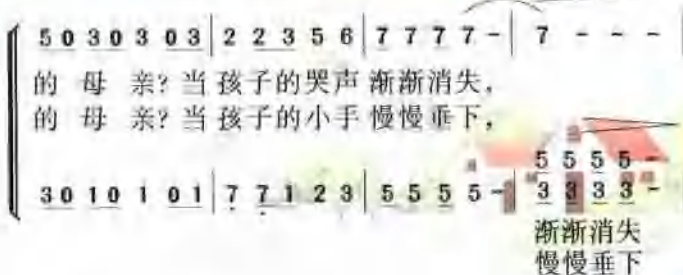 5 0 3 0 3 0 3 | 2 2 3 5 6 | 7 7 7 7 - | 7 - - -
的 母 亲? 当 孩子的哭声 渐渐消失,
的 母 亲? 当 孩子的小手 慢慢垂下,
5 5 5 5 -
3 0 1 0 1 0 1 | 7 7 1 2 3 | 5 5 5 5 - | 3 3 3 3 -
渐渐消失
慢慢垂下